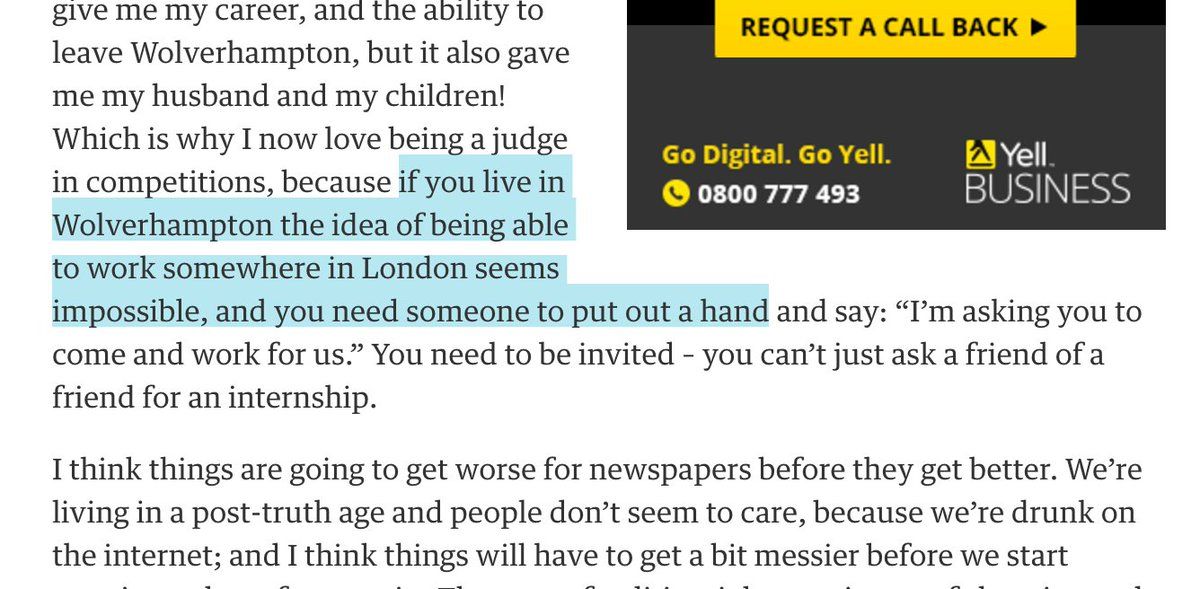 give me my career, and the ability to
leave Wolverhampton, but it also gave
me my husband and my children!
Which is why I now love being a judge
in competitions, because if you live in
Wolverhampton the idea of being able
to work somewhere in London seems
impossible, and you need someone to put out a hand and say: “I’m asking you to
come and work for us.” You need to be invited – you can’t just ask a friend of a
friend for an internship.
I think things are going to get worse for newspapers before they get better. We’re
living in a post-truth age and people don’t seem to care, because we’re drunk on
the internet; and I think things will have to get a bit messier before we start
REQUEST A CALL BACK
Go Digital. Go Yell.
0800 777 493
Yell
BUSINESS